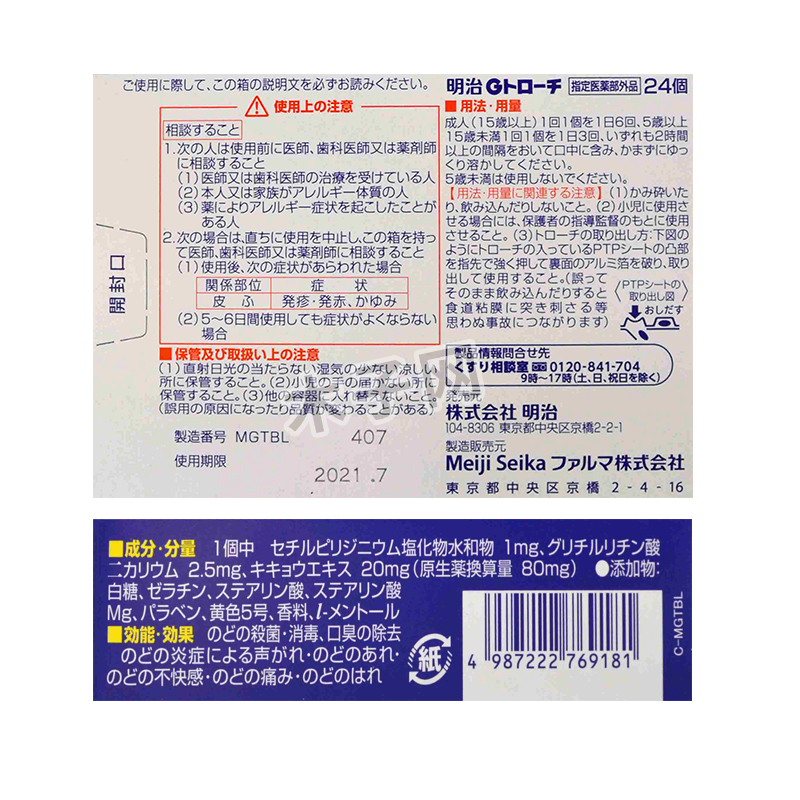 ご使用に際して、この箱の説明文を必ずお読みください。
使用上の注意
相談すること
1.次の人は使用前に医師、歯科医師又は薬剤師
に相談すること
(1)医師又は歯科医師の治療を受けている人
(2)本人又は家族がアレルギー体質の人
(3)薬によりアレルギー症状を起こしたことが
ある人
2.次の場合は、直ちに使用を中止し、この箱を持っ
て医師、歯科医師又は薬剤師に相談すること
(1)使用後、次の症状があらわれた場合
関係部位 症状
皮ふ 発疹・発赤、かゆみ
(2)5〜6日間使用しても症状がよくならない
場合
開封口
■保管及び取扱い上の注意
(1)直射日光の当たらない湿気の少ない涼しい
所に保管すること。(2)小児の手の届かない所に
保管すること。(3)他の容器に入れ替えないこと。
(誤用の原因になったり品質が変わることがある)
製造番号 MGTBL 407
使用期限
2021.7
明治Gトローチ 指定医薬部外品 24個
■用法・用量
成人(15歳以上)1回1個を1日6回、5歳以上
15歳未満1回1個を1日3回、いずれも2時間
以上の間隔をおいて口中に含み、かまずにゆっ
くり溶かしてください。
5歳未満は使用しないでください。
【用法・用量に関連する注意】(1)かみ砕いた
り、飲み込んだりしないこと。(2)小児に使用さ
せる場合には、保護者の指導監督のもとに使用
させること。(3)トローチの取り出し方:下図の
ようにトローチの入っているPTPシートの凸部
を指先で強く押して裏面のアルミ箔を破り、取り出
して使用すること。(誤って
そのまま飲み込んだりすると
食道粘膜に突き刺さる等
思わぬ事故につながります)
〈PTPシートの
取り出し図〉
おしだす
製品情報問合せ先
くすり相談室 0120-841-704
9時〜17時(土、日、祝日を除く)
発売元
株式会社 明治
104-8306 東京都中央区京橋2-2-1
製造販売元
Meiji Seika ファルマ株式会社
東京都中央区京橋 2-4-16
米子网
■成分・分量 1個中 セチルピリジニウム塩化物水和物 1mg、グリチルリチン酸
二カリウム 2.5mg、キキョウエキス 20mg(原生薬換算量 80mg) ●添加物:
白糖、ゼラチン、ステアリン酸、ステアリン酸
Mg、パラベン、黄色5号、香料、l-メントール
■効能・効果 のどの殺菌・消毒、口臭の除去
のどの炎症による声がれ・のどのあれ・
のどの不快感・のどの痛み・のどのはれ
紙
4 987222 769181
C-MGTBL